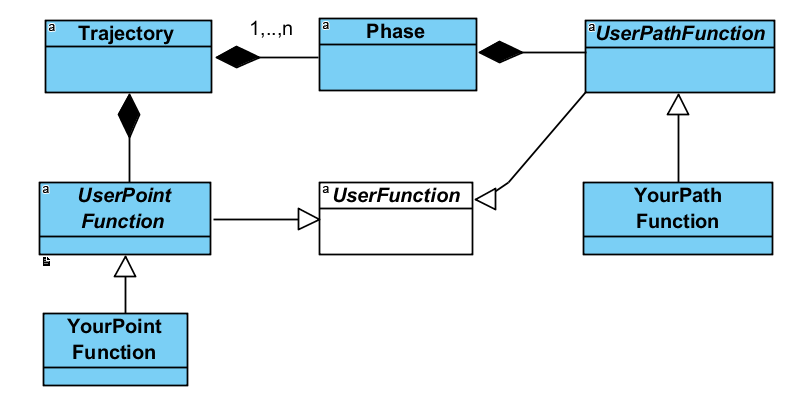 a
Trajectory
1,..,n
a
Phase
a
UserPathFunction
a
UserPoint
Function
a
UserFunction
YourPath
Function
YourPoint
Function